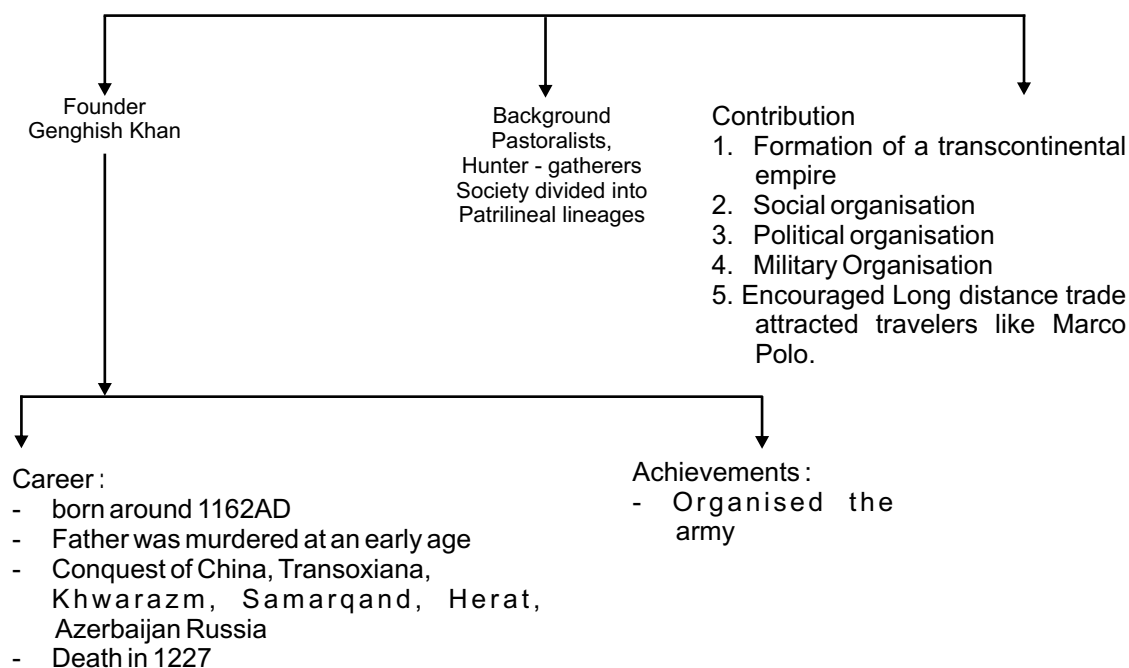 Founder
Genghish Khan
Background
Pastoralists,
Hunter - gatherers
Society divided into
Patrilineal lineages
Contribution
1. Formation of a transcontinental
empire
2. Social organisation
3. Political organisation
4. Military Organisation
5. Encouraged Long distance trade
attracted travelers like Marco
Polo.
Career :
- born around 1162AD
- Father was murdered at an early age
- Conquest of China, Transoxiana,
Khwarazm, Samarqand, Herat,
Azerbaijan Russia
- Death in 1227
Achievements :
- Organised the
army